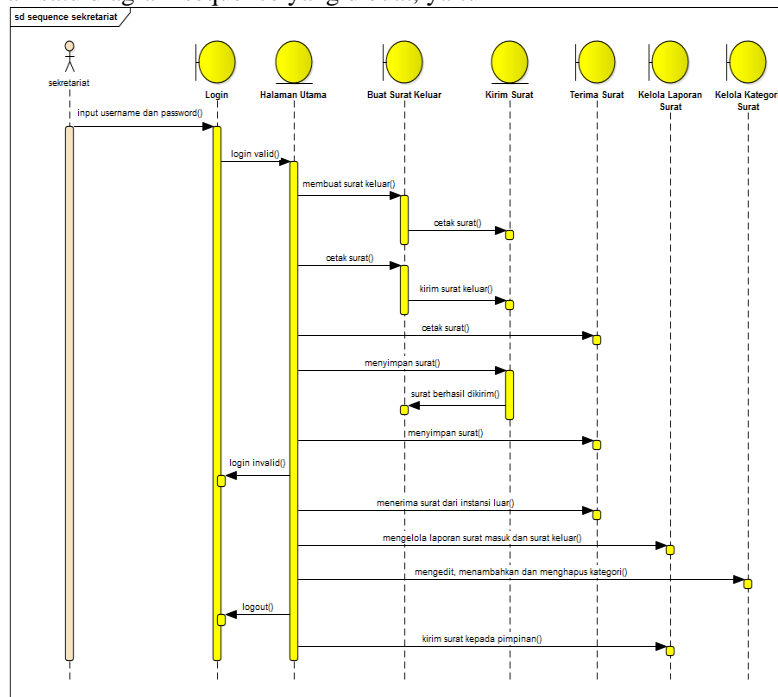 sd sequence sekretariat
sekretariat
Login
Halaman Utama
Buat Surat Keluar
Kirim Surat
Terima Surat
Kelola Laporan
Surat
Kelola Kategori
Surat
input username dan password()
login valid()
membuat surat keluar()
cetak surat()
cetak surat()
kirim surat keluar()
cetak surat()
menyimpan surat()
surat berhasil dikirim()
menyimpan surat()
login invalid()
menerima surat dari instansi luar()
mengelola laporan surat masuk dan surat keluar()
mengedit, menambahkan dan menghapus kategori()
logout()
kirim surat kepada pimpinan()